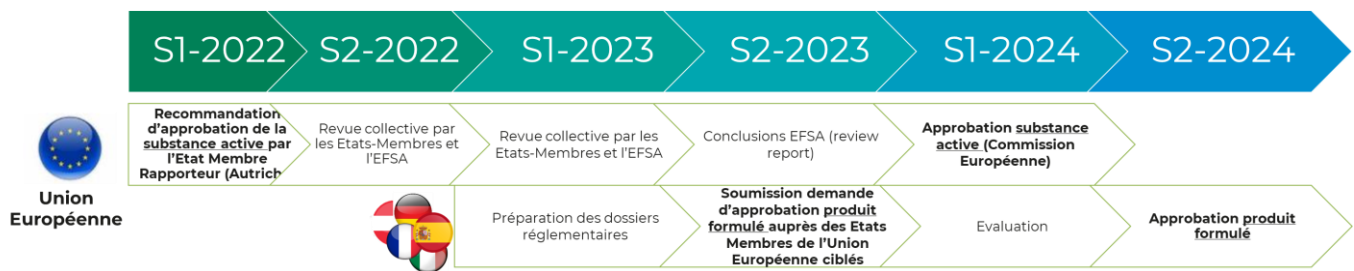 S1-2022
S2-2022
S1-2023
S2-2023
S1-2024
S2-2024
Union
Européenne
Recommandation
d'approbation de la
substance active par
l'Etat Membre
Rapporteur (Autrich
Revue collective par
les Etats-Membres et
l'EFSA
Revue collective par les
Etats-Membres et l'EFSA
Conclusions EFSA (review
report)
Approbation substance
active (Commission
Européenne)
Préparation des dossiers
réglementaires
Soumission demande
d'approbation produit
formulé auprès des Etats
Membres de l'Union
Européenne ciblés
Evaluation
Approbation produit
formulé